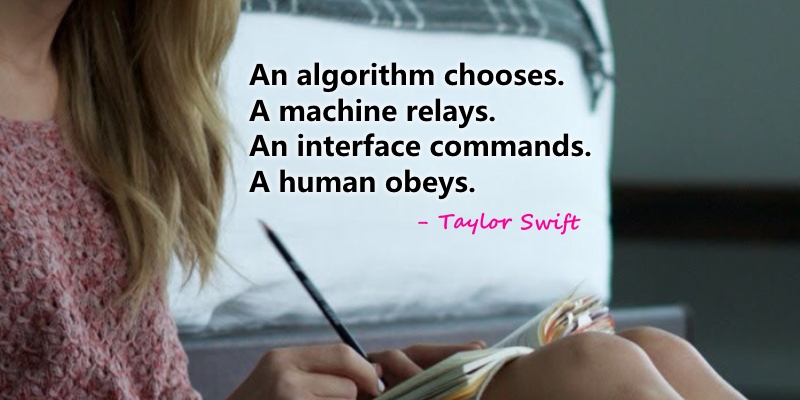 An algorithm chooses.
A machine relays.
An interface commands.
A human obeys.
- Taylor Swift